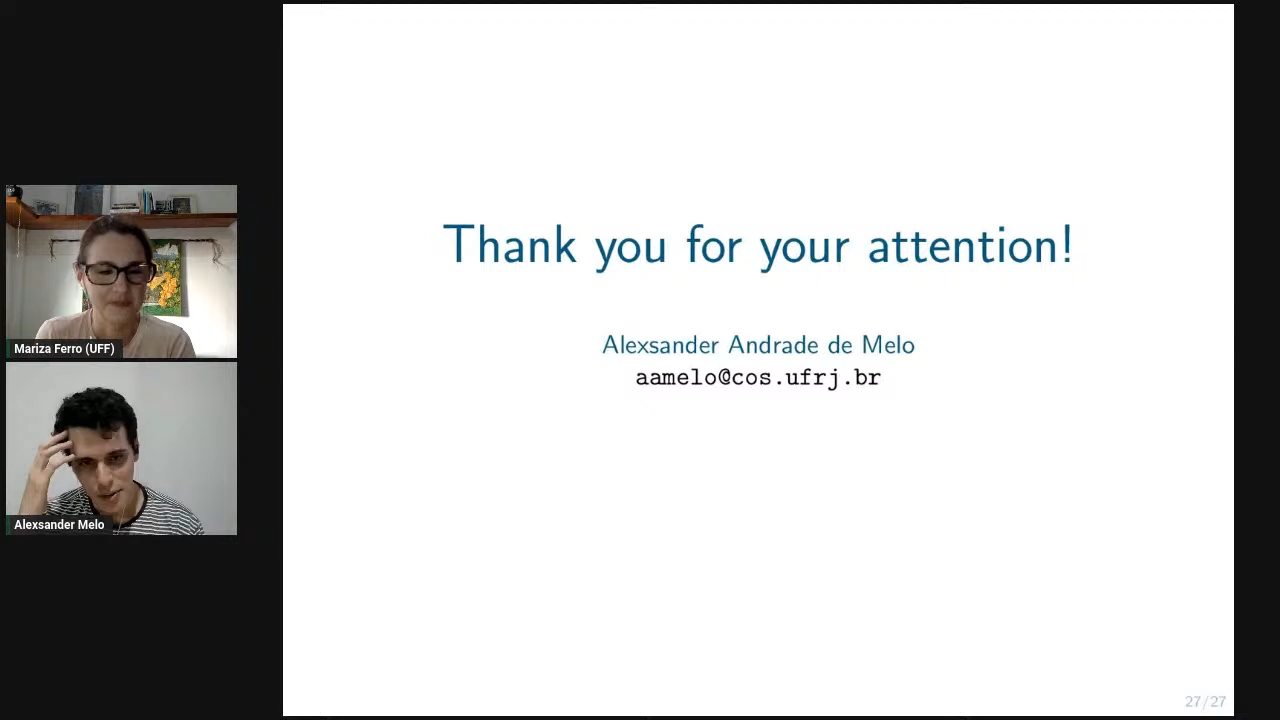 Thank you for your attention!
Alexsander Andrade de Melo
aamelo@cos.ufrj.br
Mariza Ferro (UFF)
Alexsander Melo
27/27